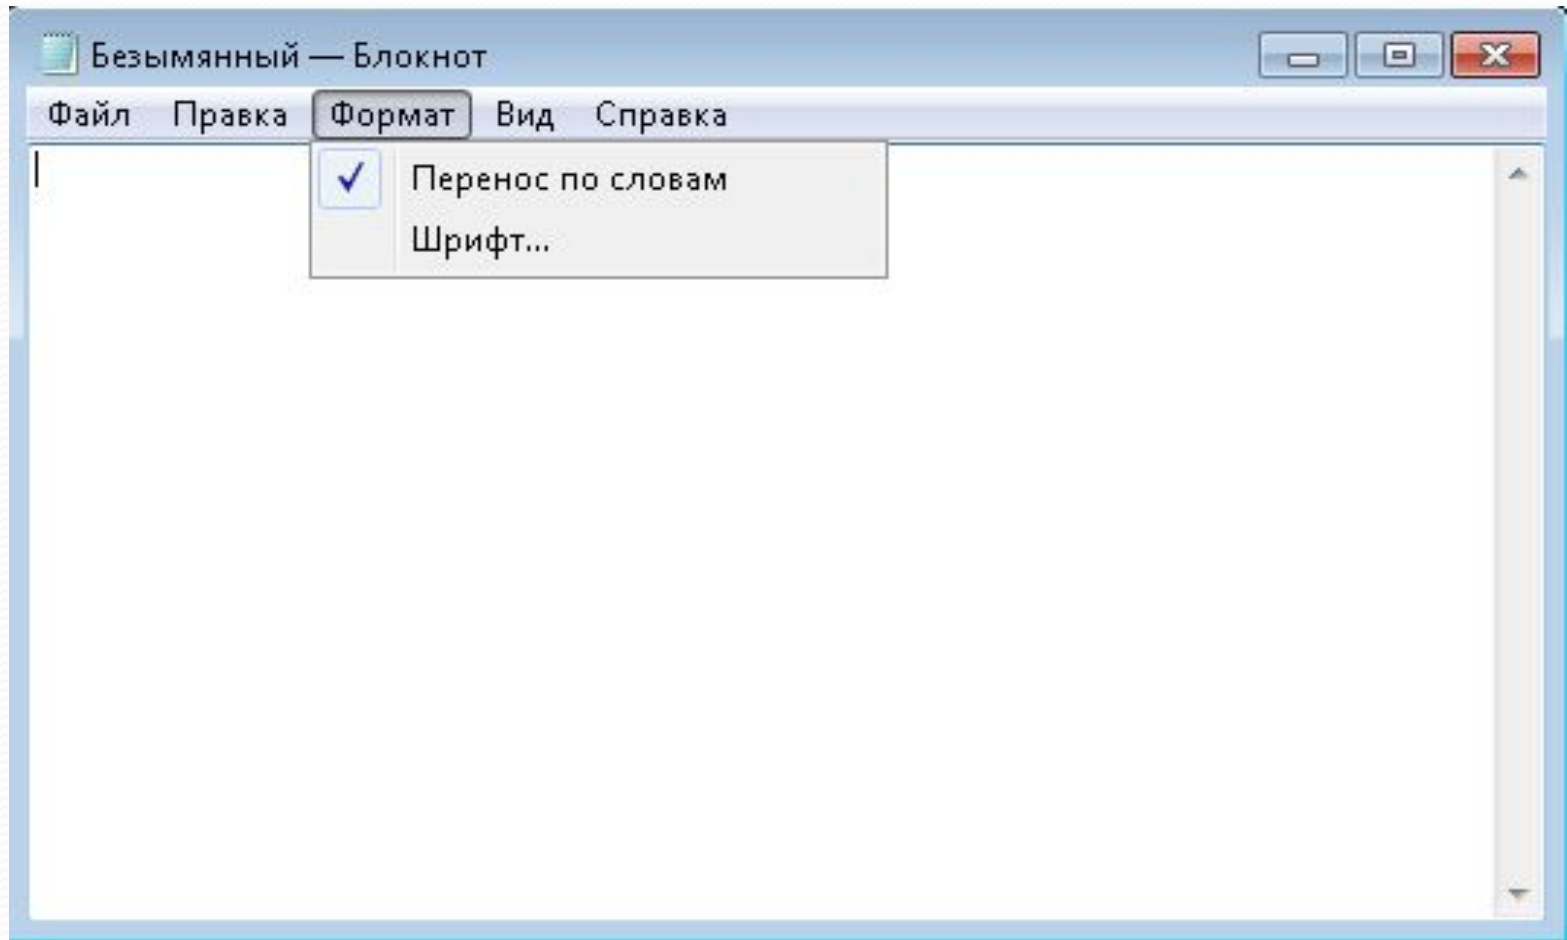 Безымянный — Блокнот
Файл Правка Формат Вид Справка
Перенос по словам
Шрифт...